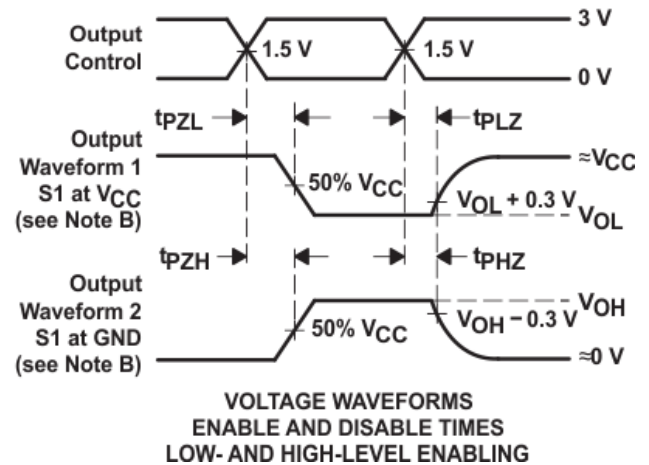 3 V
Output
Control
1.5 V
1.5 V
0 V
tPZL
tPLZ
Output
Waveform 1
S1 at VCC
(see Note B)
≈VCC
50% VCC
VOL + 0.3 V
VOL
tPZH
tPHZ
Output
Waveform 2
S1 at GND
(see Note B)
VOH
50% VCC
VOH − 0.3 V
≈0 V
VOLTAGE WAVEFORMS
ENABLE AND DISABLE TIMES
LOW- AND HIGH-LEVEL ENABLING